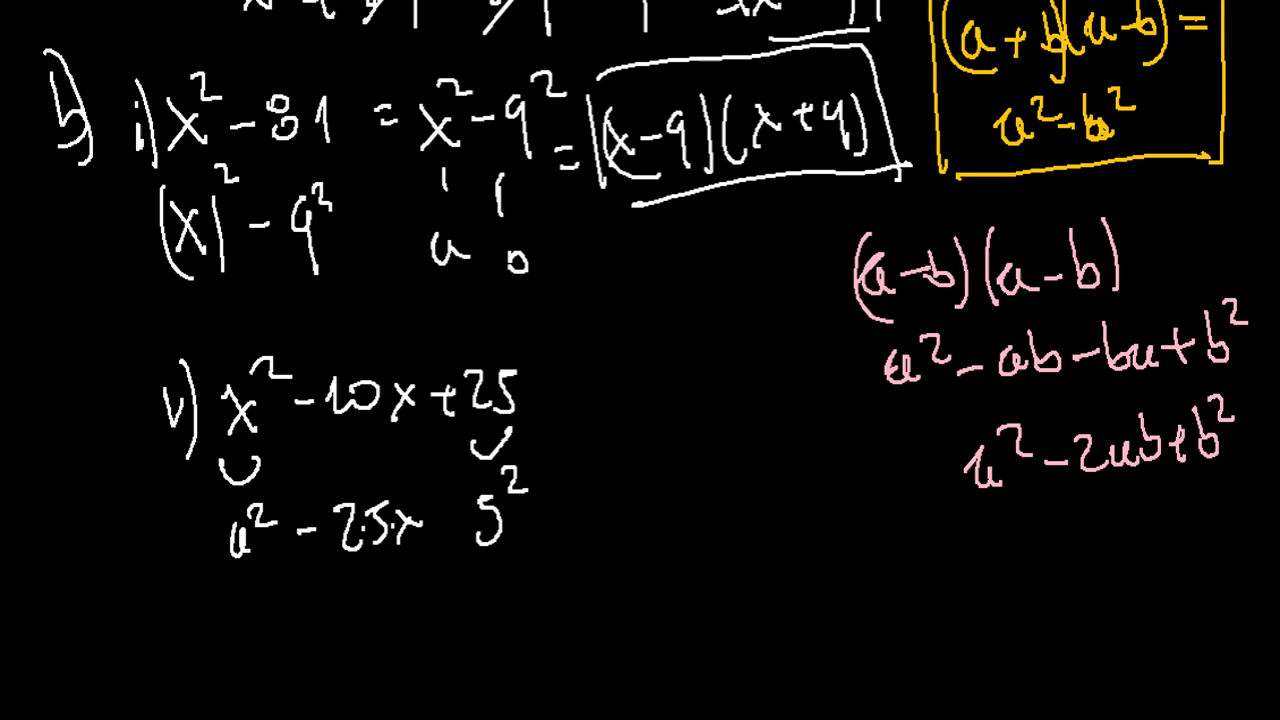 (a+b)(a-b) =
a²-b²
b) i) x² - 81 = x² - 9² = (x-9)(x+9)
(x)² - 9²
a b
(a-b)(a-b)
a² - ab - ba + b²
a² - 2ab + b²
v) x² - 10x + 25
a² - 2·5·x 5²